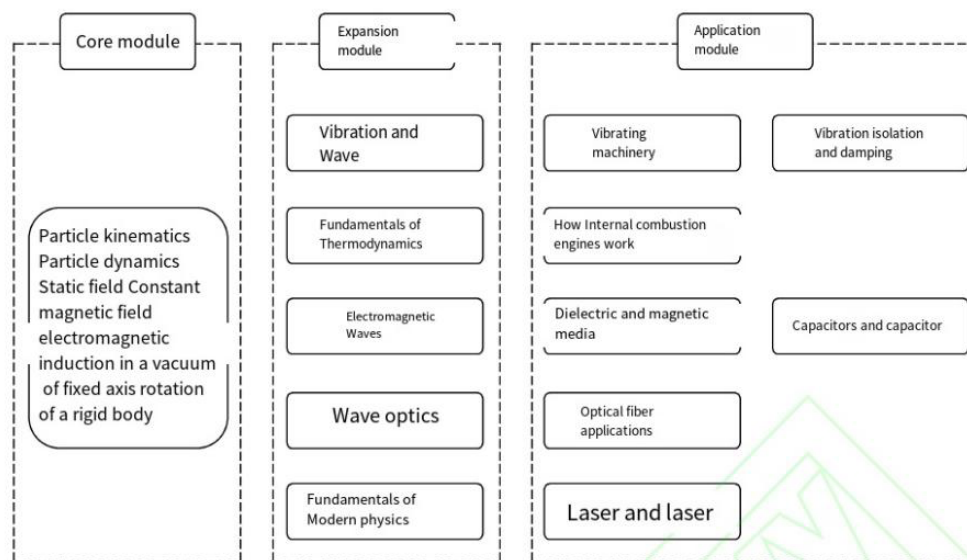 Core module
Expansion
module
Application
module
Particle kinematics
Particle dynamics
Static field Constant
magnetic field
electromagnetic
induction in a vacuum
of fixed axis rotation
of a rigid body
Vibration and
Wave
Fundamentals of
Thermodynamics
Electromagnetic
Waves
Wave optics
Fundamentals of
Modern physics
Vibrating
machinery
Vibration isolation
and damping
How Internal combustion
engines work
Dielectric and magnetic
media
Capacitors and capacitor
Optical fiber
applications
Laser and laser